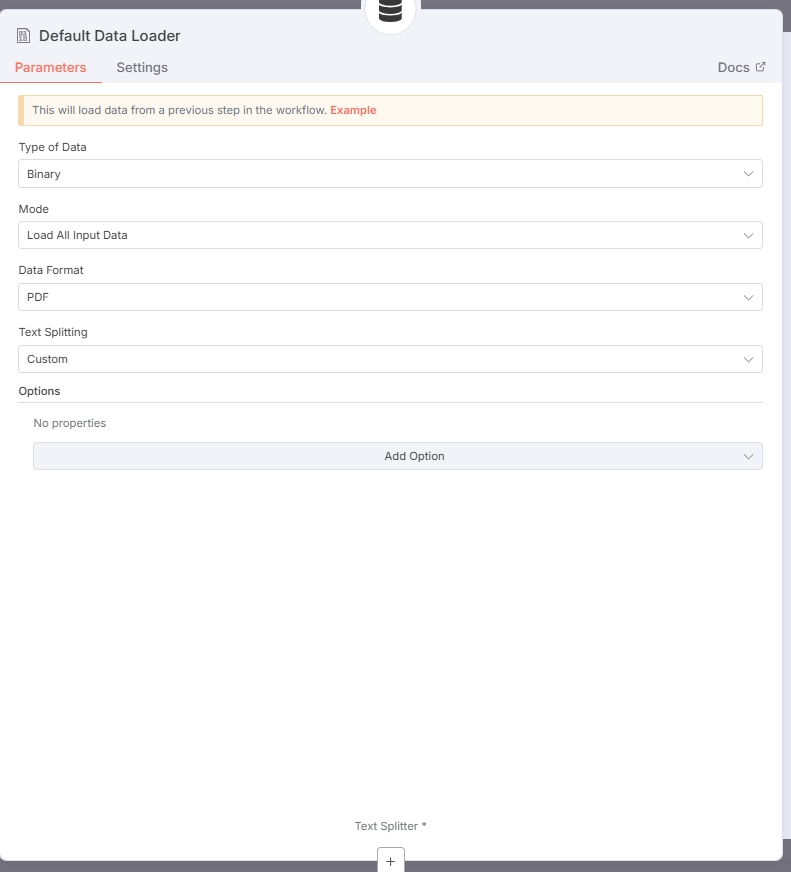 Default Data Loader
Parameters Settings Docs
This will load data from a previous step in the workflow. Example
Type of Data
Binary
Mode
Load All Input Data
Data Format
PDF
Text Splitting
Custom
Options
No properties
Add Option
Text Splitter *
+